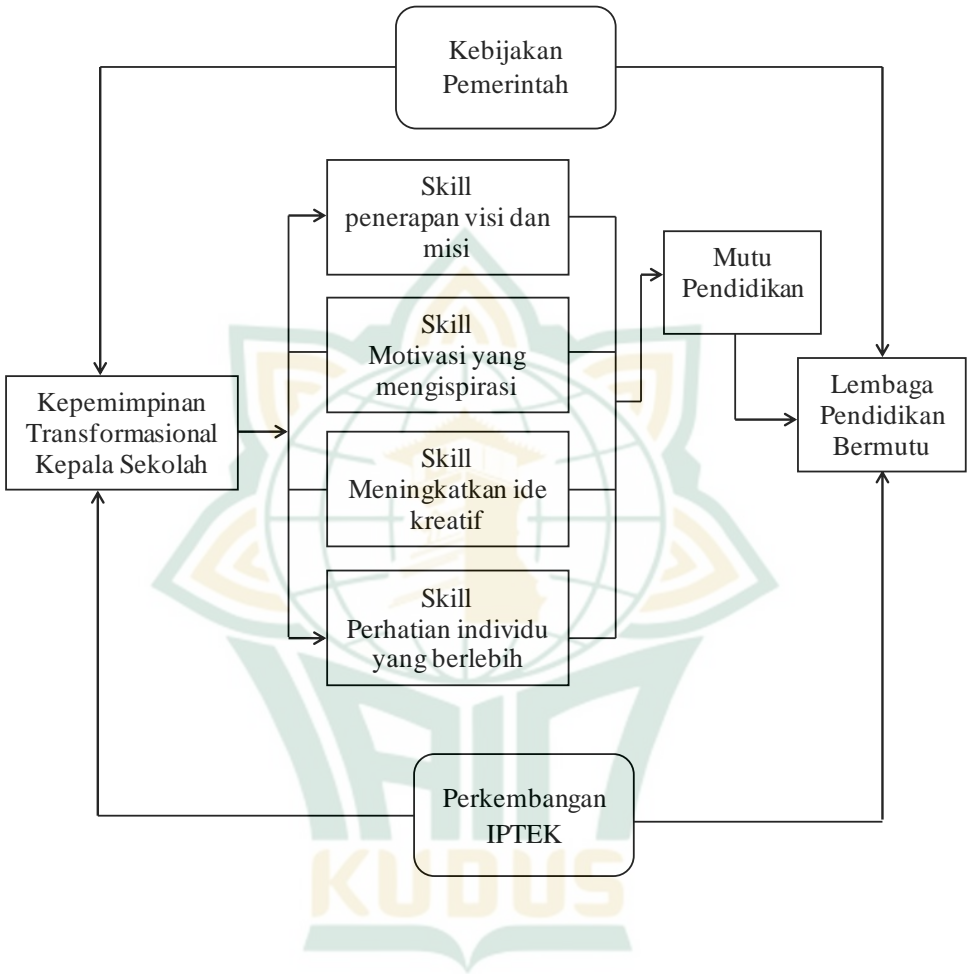 Kebijakan
Pemerintah
Skill
penerapan visi dan
misi
Mutu
Pendidikan
Skill
Motivasi yang
mengispirasi
Kepemimpinan
Transformasional
Kepala Sekolah
Lembaga
Pendidikan
Bermutu
Skill
Meningkatkan ide
kreatif
Skill
Perhatian individu
yang berlebih
Perkembangan
IPTEK
IAIN
KUDUS